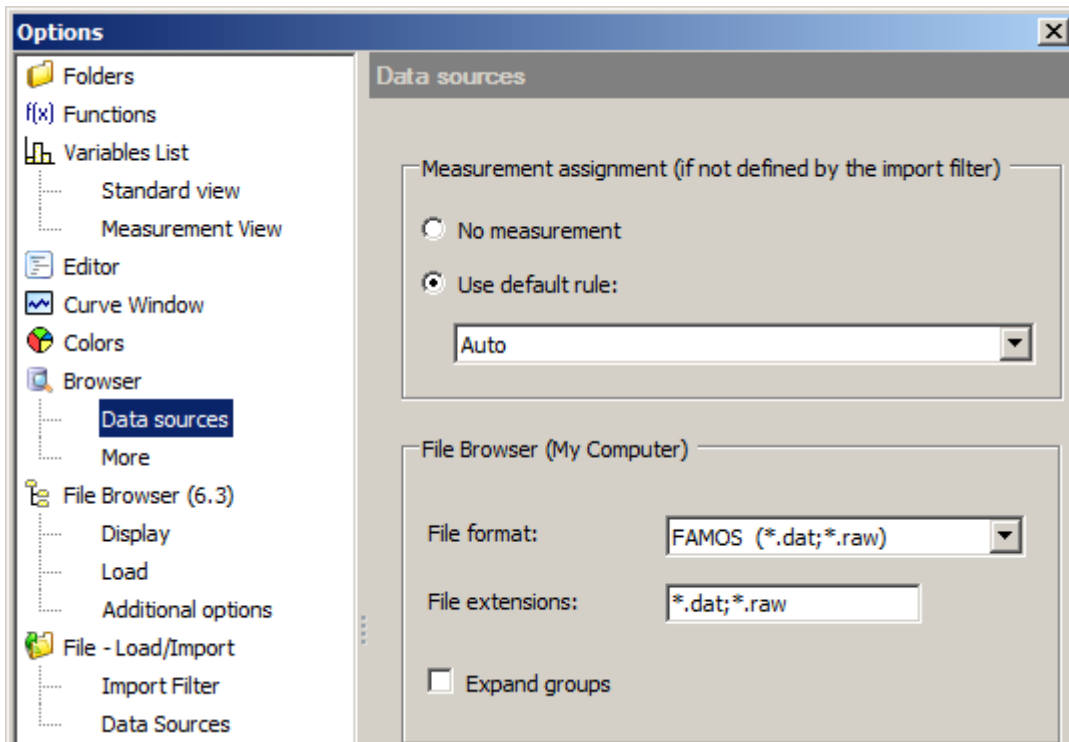 Options
Folders
f(x) Functions
Variables List
Standard view
Measurement View
Editor
Curve Window
Colors
Browser
Data sources
More
File Browser (6.3)
Display
Load
Additional options
File - Load/Import
Import Filter
Data Sources
Data sources
Measurement assignment (if not defined by the import filter)
No measurement
Use default rule:
Auto
File Browser (My Computer)
File format: FAMOS (*.dat;*.raw)
File extensions: *.dat;*.raw
Expand groups